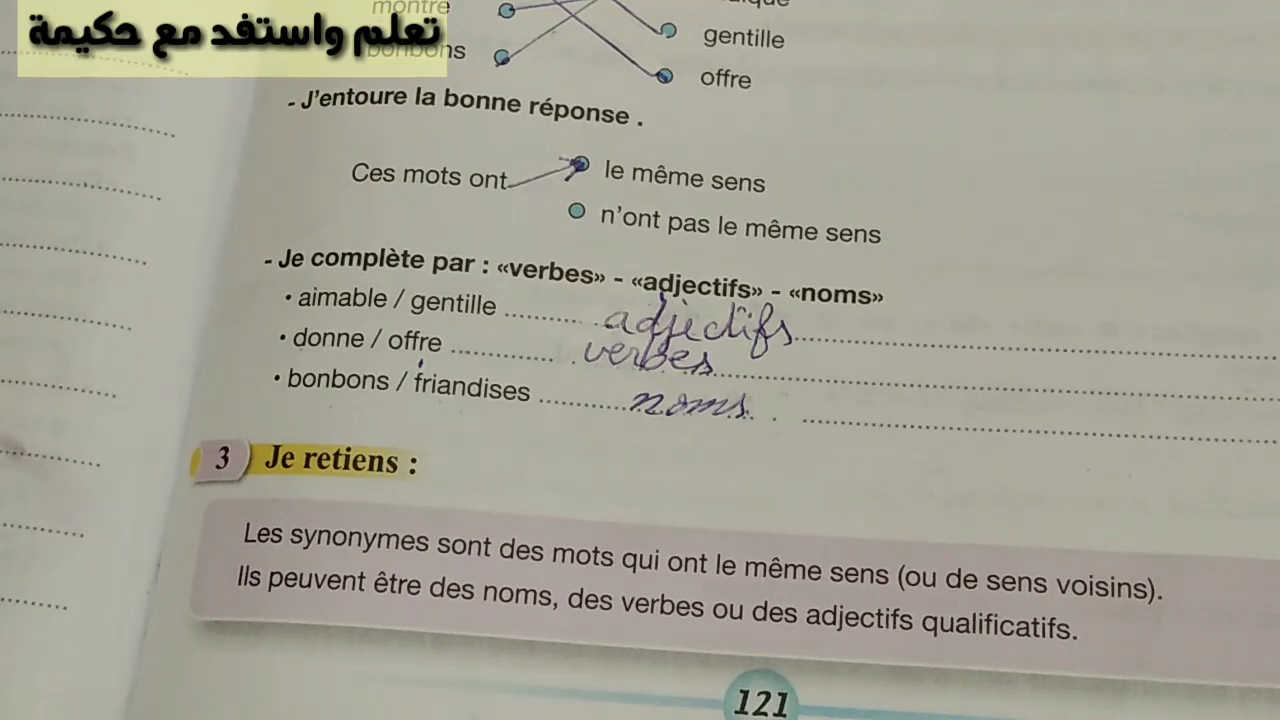 تعلم واستفد مع حكيمة
montre
bonbons
gentille
offre
- J'entoure la bonne réponse .
Ces mots ont
le même sens
n'ont pas le même sens
- Je complète par : «verbes» - «adjectifs» - «noms»
• aimable / gentille .......... adjectifs
• donne / offre .......... verbes
• bonbons / friandises .......... noms
3 Je retiens :
Les synonymes sont des mots qui ont le même sens (ou de sens voisins).
Ils peuvent être des noms, des verbes ou des adjectifs qualificatifs.
121